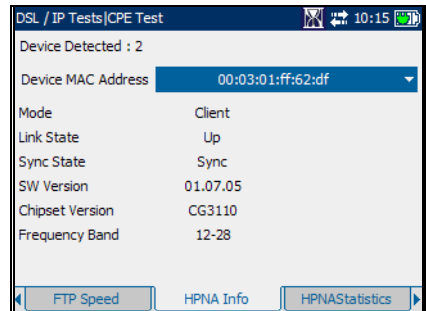 DSL / IP Tests|CPE Test 10:15
Device Detected : 2
Device MAC Address 00:03:01:ff:62:df
Mode Client
Link State Up
Sync State Sync
SW Version 01.07.05
Chipset Version CG3110
Frequency Band 12-28
FTP Speed HPNA Info HPNAStatistics